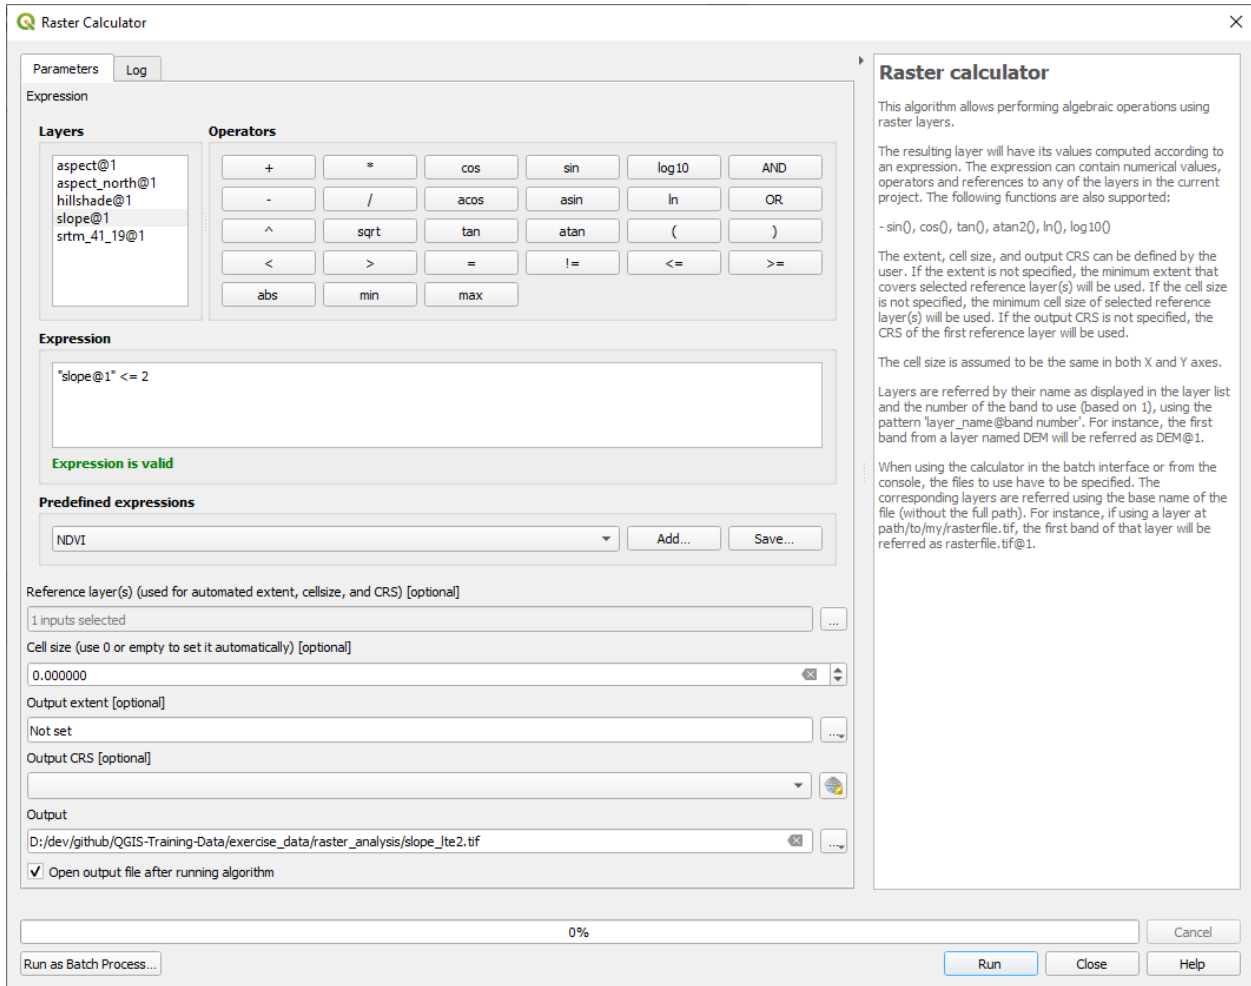 Raster Calculator
Parameters
Log
Expression
Layers
Operators
aspect@1
aspect_north@1
hillshade@1
slope@1
srtm_41_19@1
+ * cos sin log10 AND
- / acos asin ln OR
^ sqrt tan atan ( )
< > = != <= >=
abs min max
Expression
"slope@1" <= 2
Expression is valid
Predefined expressions
NDVI
Add...
Save...
Reference layer(s) (used for automated extent, cellsize, and CRS) [optional]
1 inputs selected
...
Cell size (use 0 or empty to set it automatically) [optional]
0.000000
Output extent [optional]
Not set
...
Output CRS [optional]
Output
D:/dev/github/QGIS-Training-Data/exercise_data/raster_analysis/slope_lte2.tif
...
Open output file after running algorithm
Raster calculator
This algorithm allows performing algebraic operations using
raster layers.
The resulting layer will have its values computed according to
an expression. The expression can contain numerical values,
operators and references to any of the layers in the current
project. The following functions are also supported:
- sin(), cos(), tan(), atan2(), ln(), log10()
The extent, cell size, and output CRS can be defined by the
user. If the extent is not specified, the minimum extent that
covers selected reference layer(s) will be used. If the cell size
is not specified, the minimum cell size of selected reference
layer(s) will be used. If the output CRS is not specified, the
CRS of the first reference layer will be used.
The cell size is assumed to be the same in both X and Y axes.
Layers are referred by their name as displayed in the layer list
and the number of the band to use (based on 1), using the
pattern 'layer_name@band number'. For instance, the first
band from a layer named DEM will be referred as DEM@1.
When using the calculator in the batch interface or from the
console, the files to use have to be specified. The
corresponding layers are referred using the base name of the
file (without the full path). For instance, if using a layer at
path/to/my/rasterfile.tif, the first band of that layer will be
referred as rasterfile.tif@1.
0%
Cancel
Run as Batch Process...
Run
Close
Help